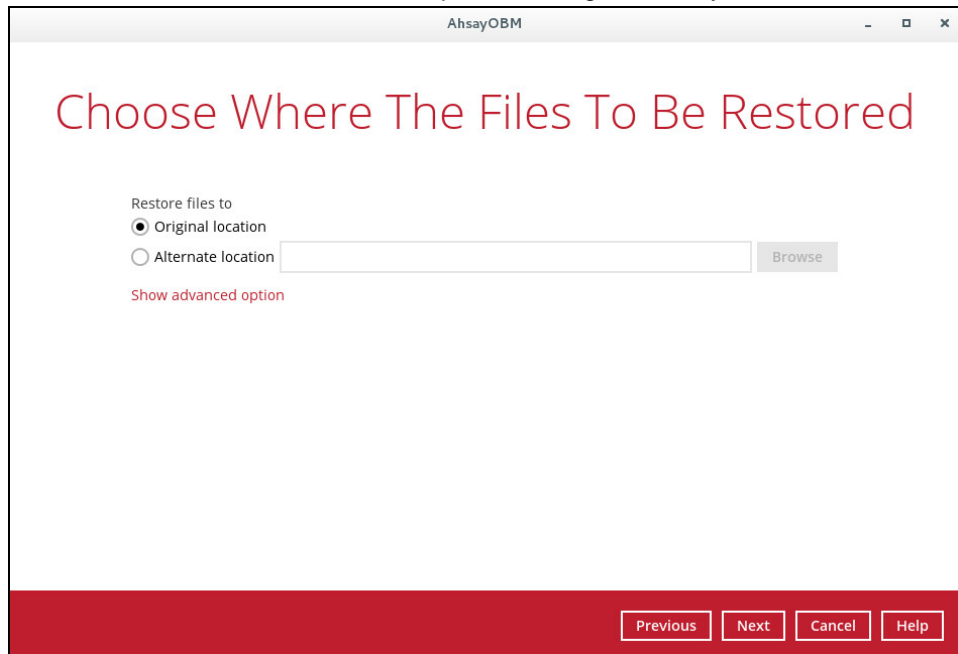 AhsayOBM
Choose Where The Files To Be Restored
Restore files to
Original location
Alternate location
Browse
Show advanced option
Previous Next Cancel Help